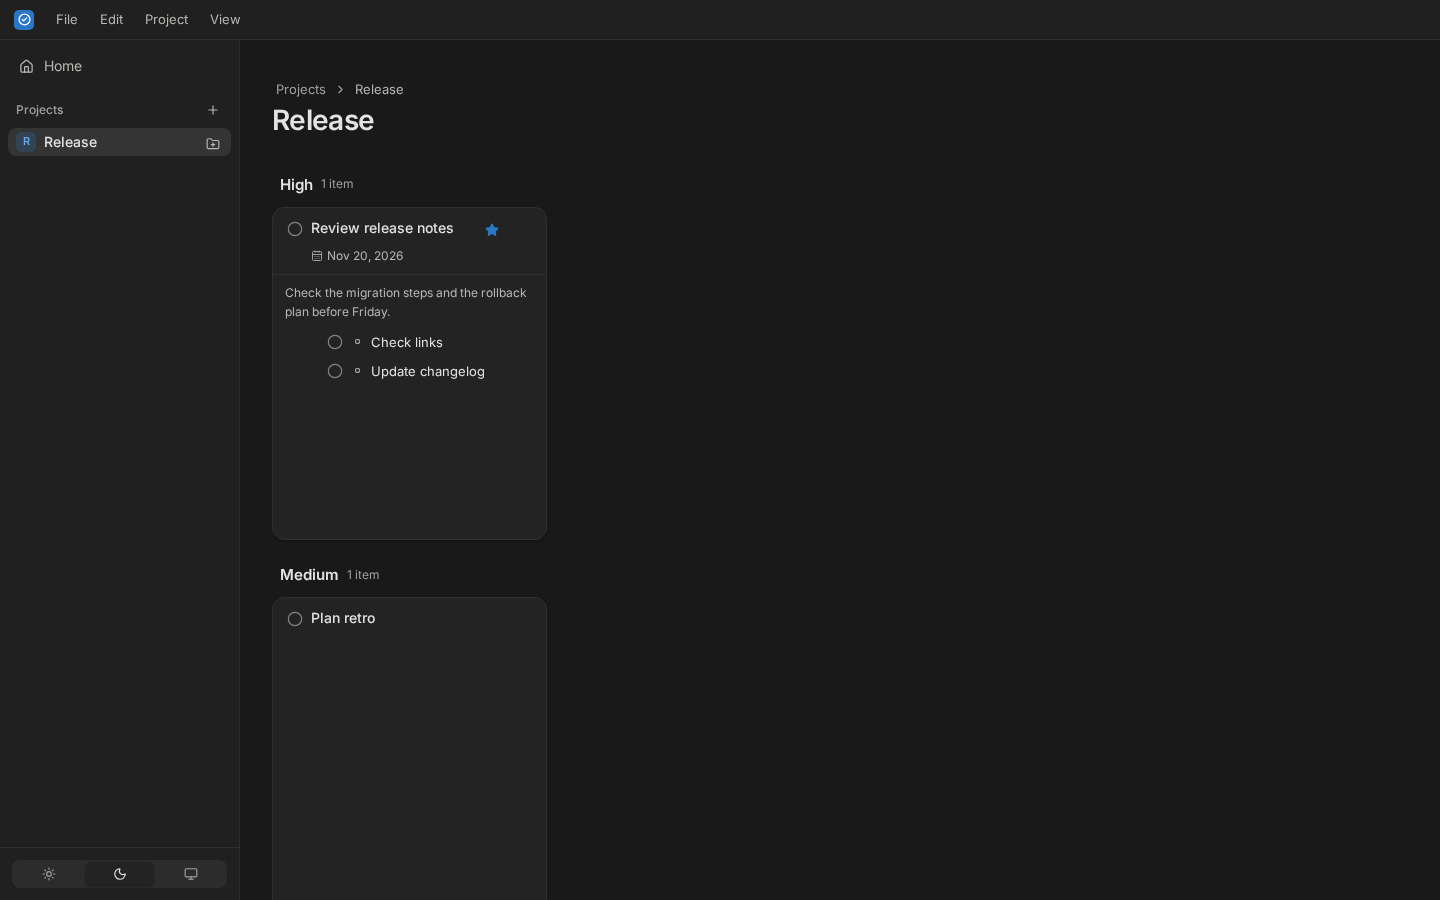 File Edit Project View
Home
Projects
R Release
Projects > Release
Release
High 1 item
Review release notes
Nov 20, 2026
Check the migration steps and the rollback
plan before Friday.
Check links
Update changelog
Medium 1 item
Plan retro